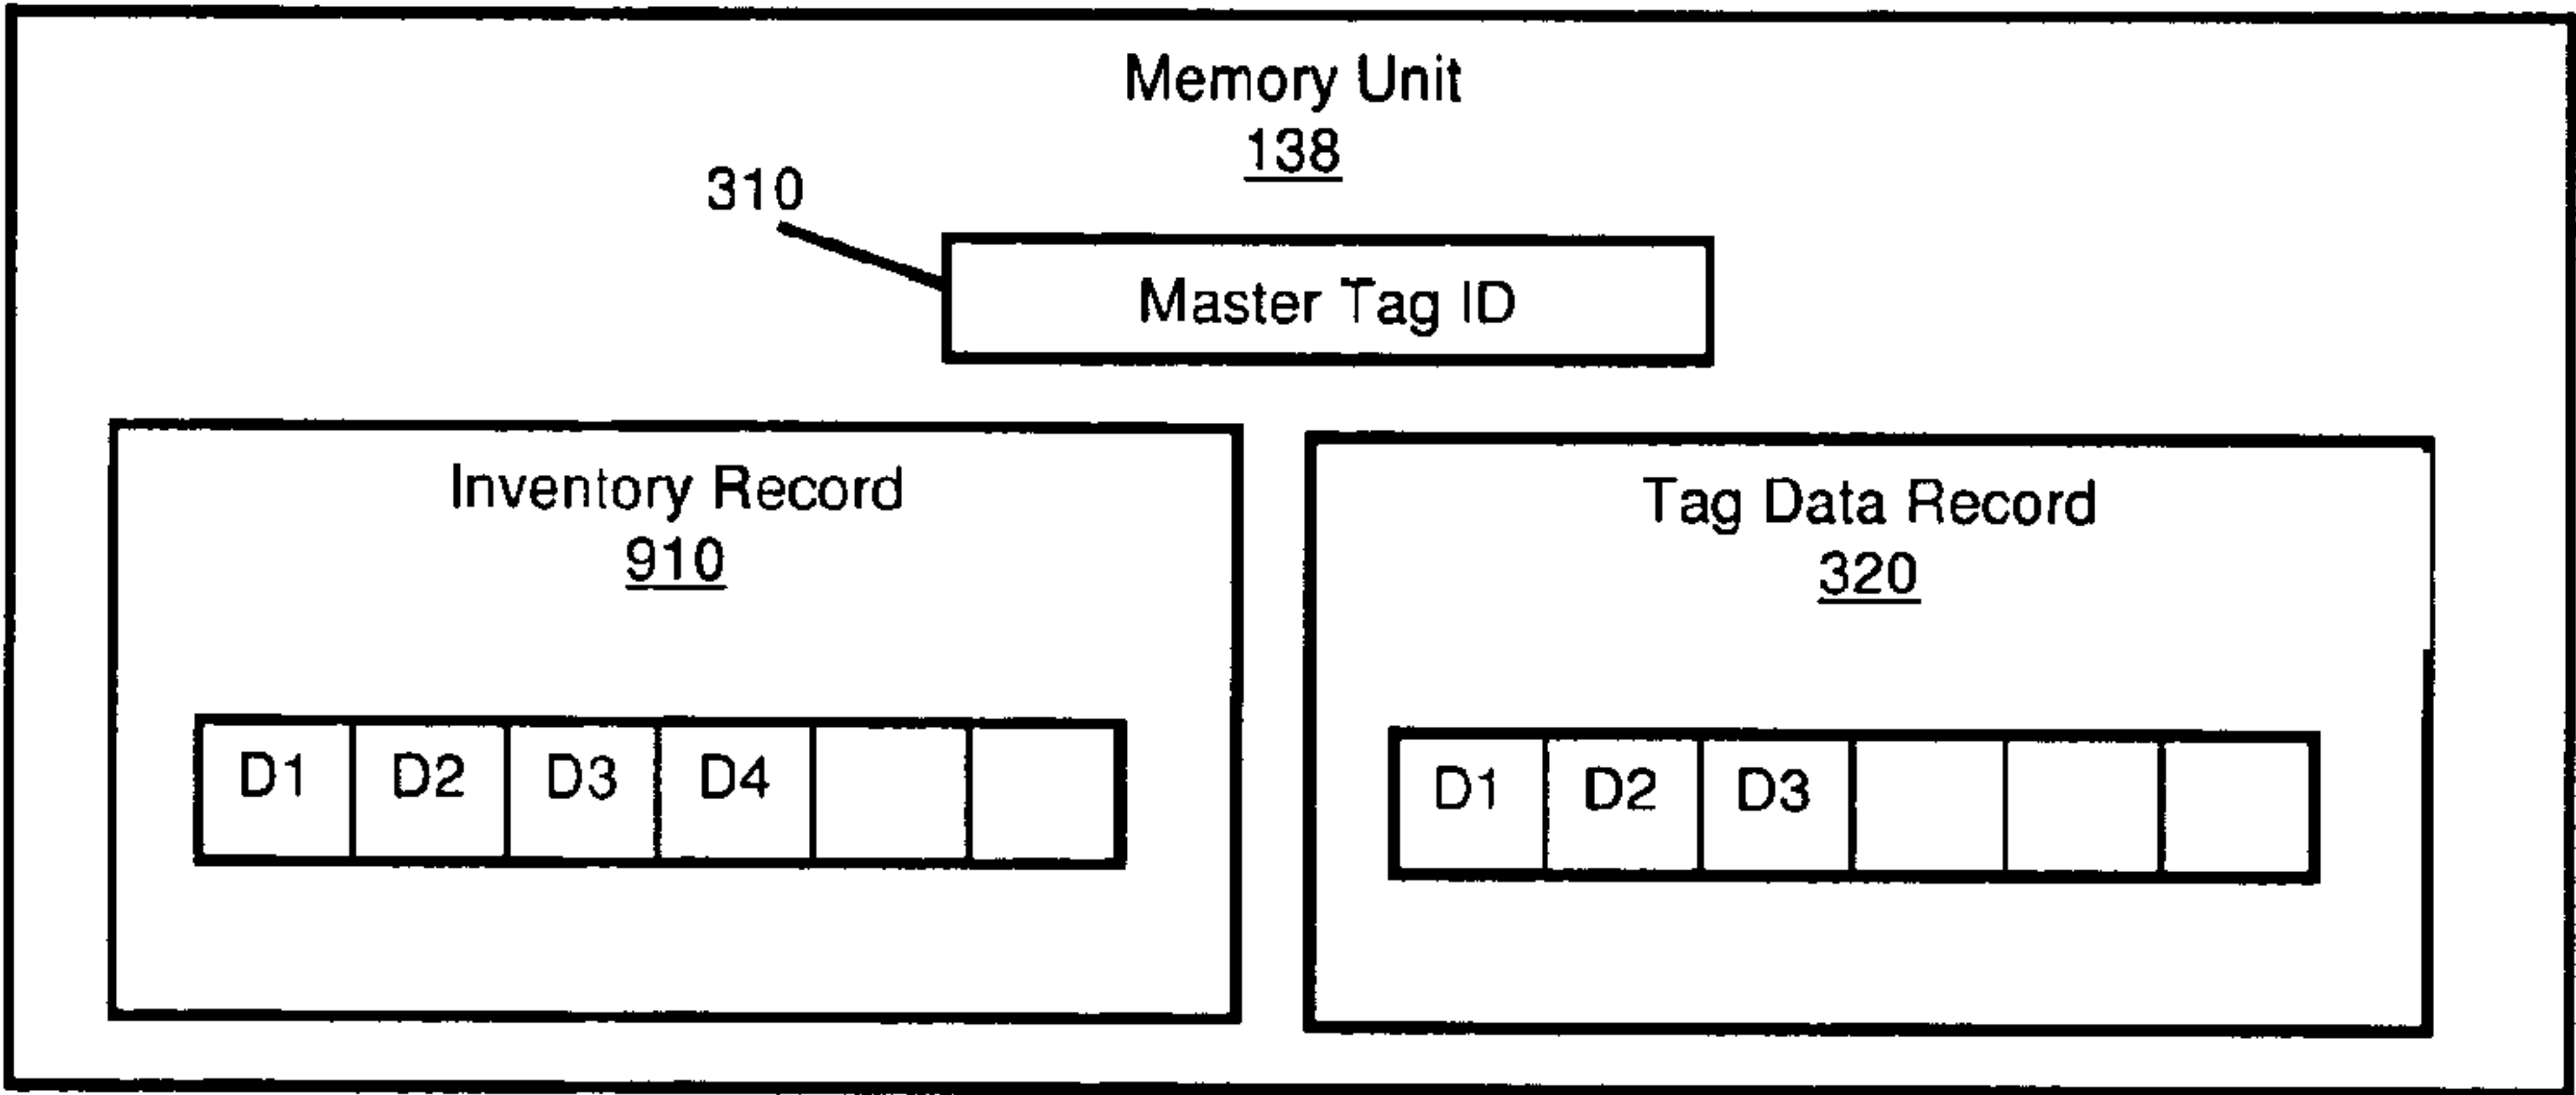 Memory Unit
138
310
Master Tag ID
Inventory Record
910
D1 D2 D3 D4
Tag Data Record
320
D1 D2 D3